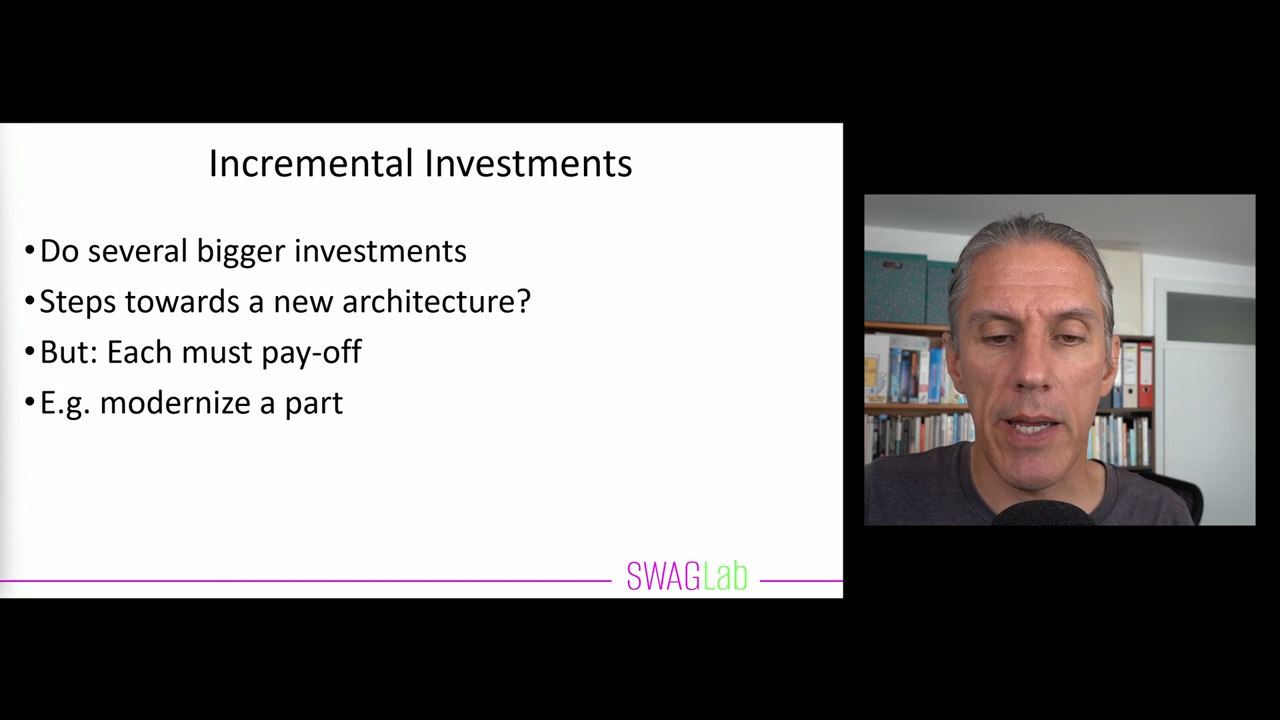 Incremental Investments
•Do several bigger investments
•Steps towards a new architecture?
•But: Each must pay-off
•E.g. modernize a part
SWAGLab